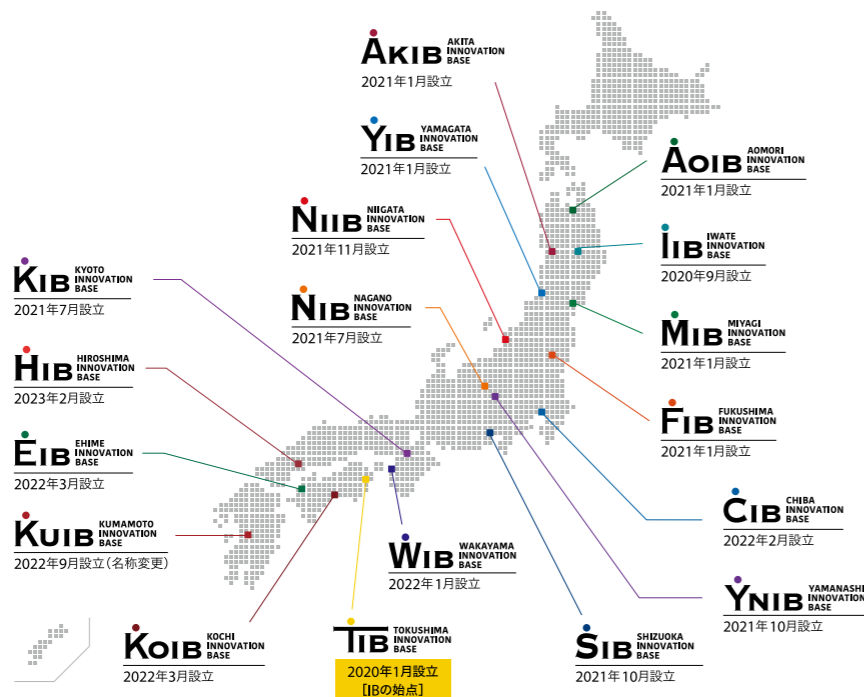 AKIB
AKITA
INNOVATION
BASE
2021年1月設立
YIB
YAMAGATA
INNOVATION
BASE
2021年1月設立
AOIB
AOMORI
INNOVATION
BASE
2021年1月設立
NIIB
NIIGATA
INNOVATION
BASE
2021年11月設立
IIB
IWATE
INNOVATION
BASE
2020年9月設立
KIB
KYOTO
INNOVATION
BASE
2021年7月設立
NIB
NAGANO
INNOVATION
BASE
2021年7月設立
MIB
MIYAGI
INNOVATION
BASE
2021年1月設立
HIB
HIROSHIMA
INNOVATION
BASE
2023年2月設立
FIB
FUKUSHIMA
INNOVATION
BASE
2021年1月設立
EIB
EHIME
INNOVATION
BASE
2022年3月設立
CIB
CHIBA
INNOVATION
BASE
2022年2月設立
KUIB
KUMAMOTO
INNOVATION
BASE
2022年9月設立(名称変更)
WIB
WAKAYAMA
INNOVATION
BASE
2022年1月設立
YNIB
YAMANASHI
INNOVATION
BASE
2021年10月設立
KOIB
KOCHI
INNOVATION
BASE
2022年3月設立
TIB
TOKUSHIMA
INNOVATION
BASE
2020年1月設立
[IBの始点]
SIB
SHIZUOKA
INNOVATION
BASE
2021年10月設立